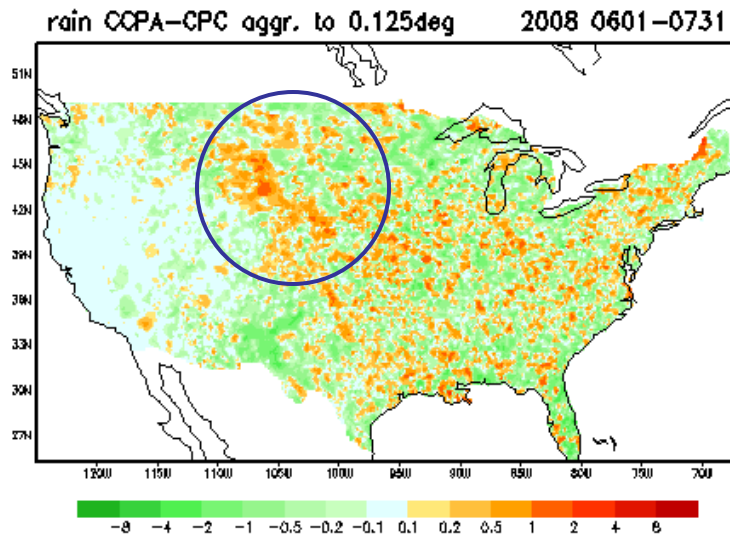 rain CCPA-CPC aggr. to 0.125deg 2008 0601-0731
51N
48N
45N
42N
39N
36N
33N
30N
27N
120W 115W 110W 105W 100W 95W 90W 85W 80W 75W 70W
-8 -4 -2 -1 -0.5 -0.2 -0.1 0.1 0.2 0.5 1 2 4 8